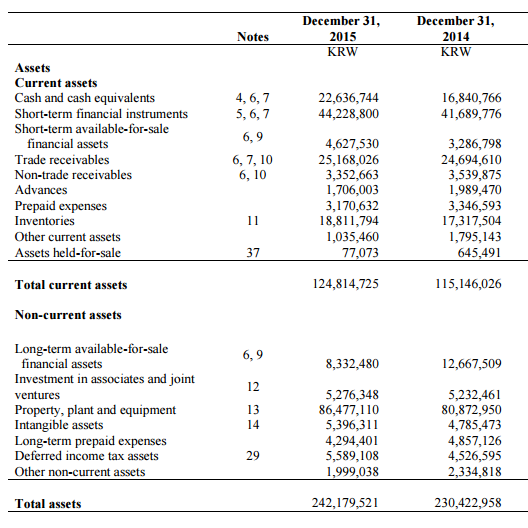 December 31, December 31,
Notes 2015 2014
KRW KRW
Assets
Current assets
Cash and cash equivalents 4, 6, 7 22,636,744 16,840,766
Short-term financial instruments 5, 6, 7 44,228,800 41,689,776
Short-term available-for-sale
financial assets 6, 9 4,627,530 3,286,798
Trade receivables 6, 7, 10 25,168,026 24,694,610
Non-trade receivables 6, 10 3,352,663 3,539,875
Advances 1,706,003 1,989,470
Prepaid expenses 3,170,632 3,346,593
Inventories 11 18,811,794 17,317,504
Other current assets 1,035,460 1,795,143
Assets held-for-sale 37 77,073 645,491
Total current assets 124,814,725 115,146,026
Non-current assets
Long-term available-for-sale
financial assets 6, 9 8,332,480 12,667,509
Investment in associates and joint
ventures 12 5,276,348 5,232,461
Property, plant and equipment 13 86,477,110 80,872,950
Intangible assets 14 5,396,311 4,785,473
Long-term prepaid expenses 4,294,401 4,857,126
Deferred income tax assets 29 5,589,108 4,526,595
Other non-current assets 1,999,038 2,334,818
Total assets 242,179,521 230,422,958